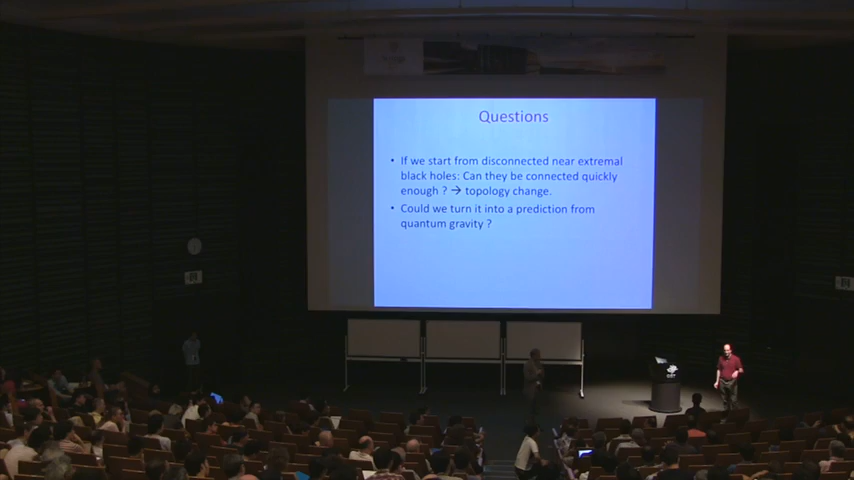 Questions
• If we start from disconnected near extremal
black holes: Can they be connected quickly
enough ? → topology change.
• Could we turn it into a prediction from
quantum gravity ?